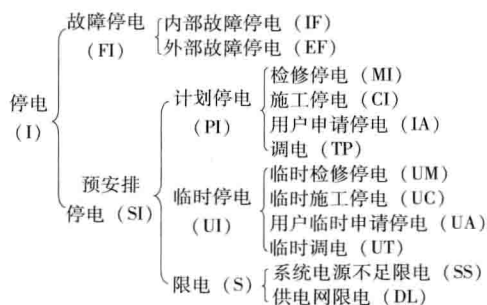 停电
(I)
故障停电
(FI)
内部故障停电 (IF)
外部故障停电 (EF)
预安排
停电 (SI)
计划停电
(PI)
检修停电 (MI)
施工停电 (CI)
用户申请停电 (IA)
调电 (TP)
临时停电
(UI)
临时检修停电 (UM)
临时施工停电 (UC)
用户临时申请停电 (UA)
临时调电 (UT)
限电 (S)
系统电源不足限电 (SS)
供电网限电 (DL)